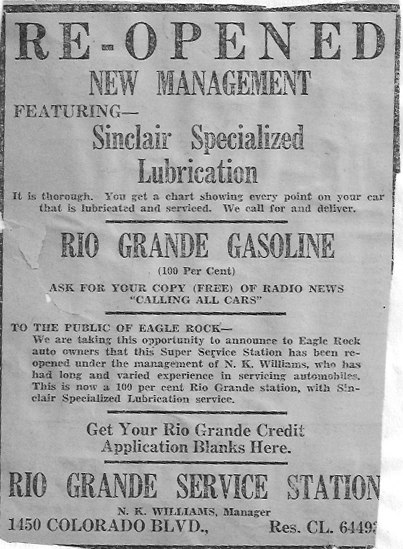 RE-OPENED
NEW MANAGEMENT
FEATURING—
Sinclair Specialized
Lubrication
It is thorough. You get a chart showing every point on your car
that is lubricated and serviced. We call for and deliver.
RIO GRANDE GASOLINE
(100 Per Cent)
ASK FOR YOUR COPY (FREE) OF RADIO NEWS
"CALLING ALL CARS"
TO THE PUBLIC OF EAGLE ROCK—
We are taking this opportunity to announce to Eagle Rock
auto owners that this Super Service Station has been re-
opened under the management of N. K. Williams, who has
had long and varied experience in servicing automobiles.
This is now a 100 per cent Rio Grande station, with Sin-
clair Specialized Lubrication service.
Get Your Rio Grande Credit
Application Blanks Here.
RIO GRANDE SERVICE STATION
N. K. WILLIAMS, Manager
1450 COLORADO BLVD., Res. CL. 6449